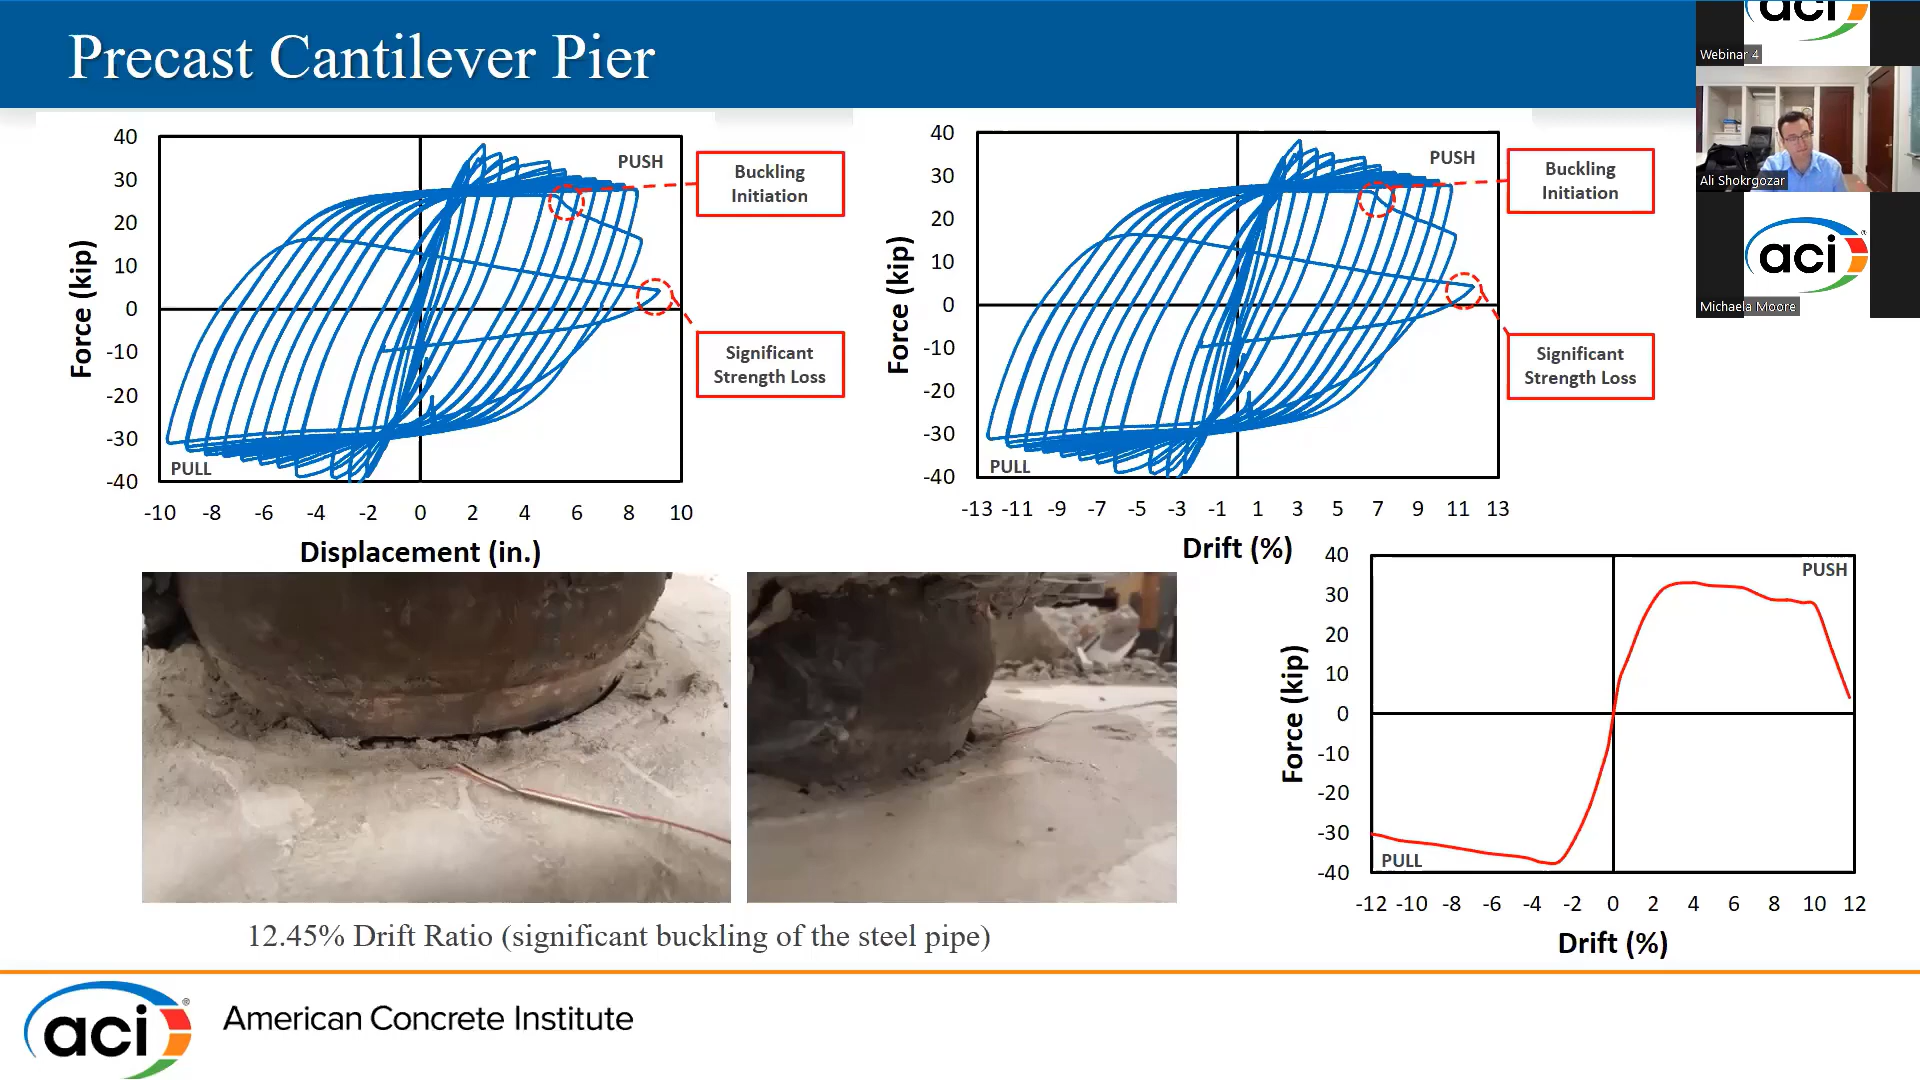 Precast Cantilever Pier
40
30
20
10
0
-10
-20
-30
-40
Force (kip)
PUSH
PULL
-10 -8 -6 -4 -2 0 2 4 6 8 10
Displacement (in.)
Buckling
Initiation
Significant
Strength Loss
40
30
20
10
0
-10
-20
-30
-40
Force (kip)
PUSH
PULL
-13 -11 -9 -7 -5 -3 -1 1 3 5 7 9 11 13
Drift (%)
Buckling
Initiation
Significant
Strength Loss
aci
Webinar 4
Ali Shokrgozar
aci
Michaela Moore
40
30
20
10
0
-10
-20
-30
-40
Force (kip)
PUSH
PULL
-12 -10 -8 -6 -4 -2 0 2 4 6 8 10 12
Drift (%)
12.45% Drift Ratio (significant buckling of the steel pipe)
aci®
American Concrete Institute